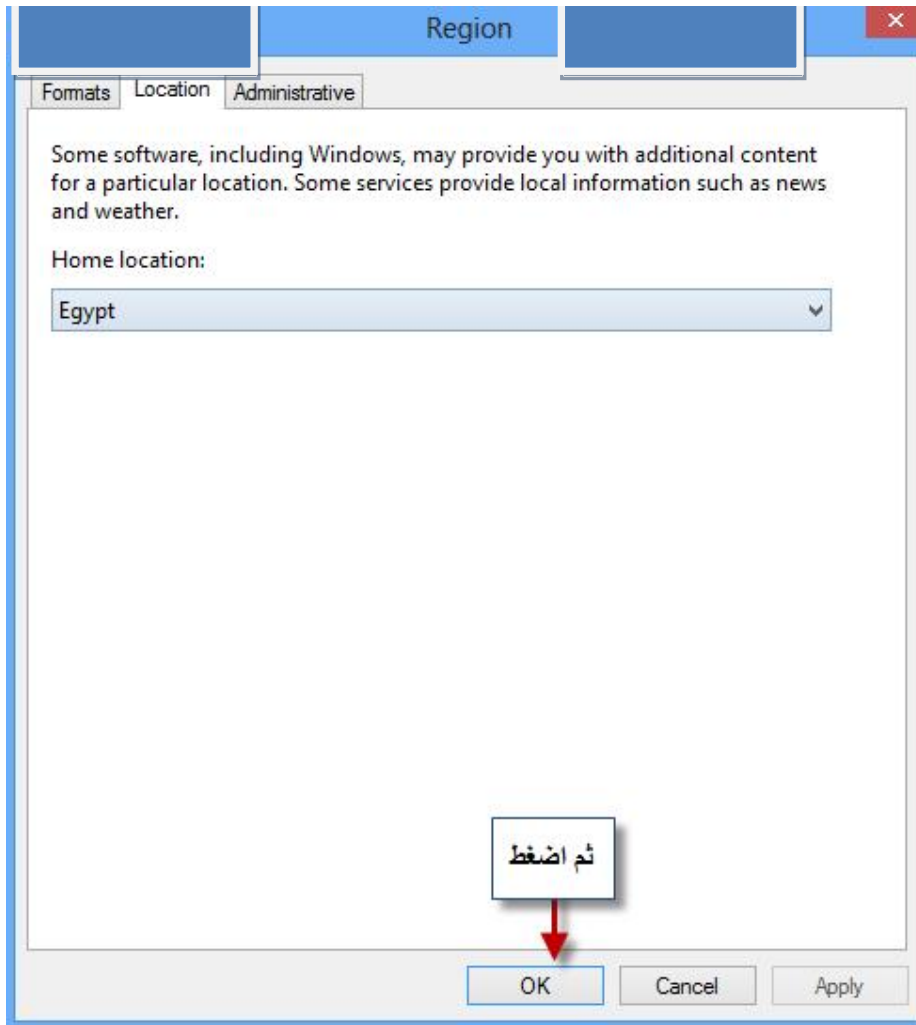 Region
Formats Location Administrative
Some software, including Windows, may provide you with additional content
for a particular location. Some services provide local information such as news
and weather.
Home location:
Egypt
ثم اضغط
OK Cancel Apply